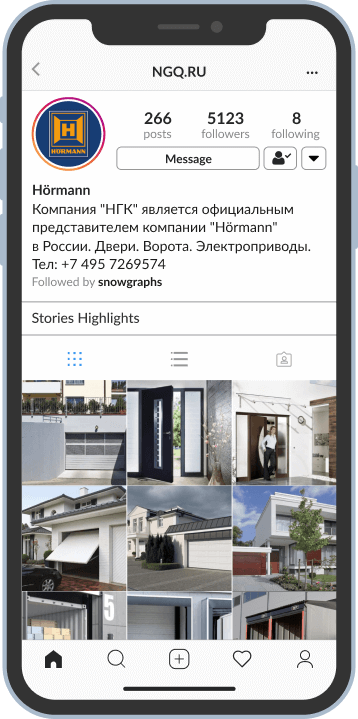 NGQ.RU
...
H
HÖRMANN
266 5123 8
posts followers following
Message
Hörmann
Компания "НГК" является официальным
представителем компании "Hörmann"
в России. Двери. Ворота. Электроприводы.
Тел: +7 495 7269574
Followed by snowgraphs
Stories Highlights
5